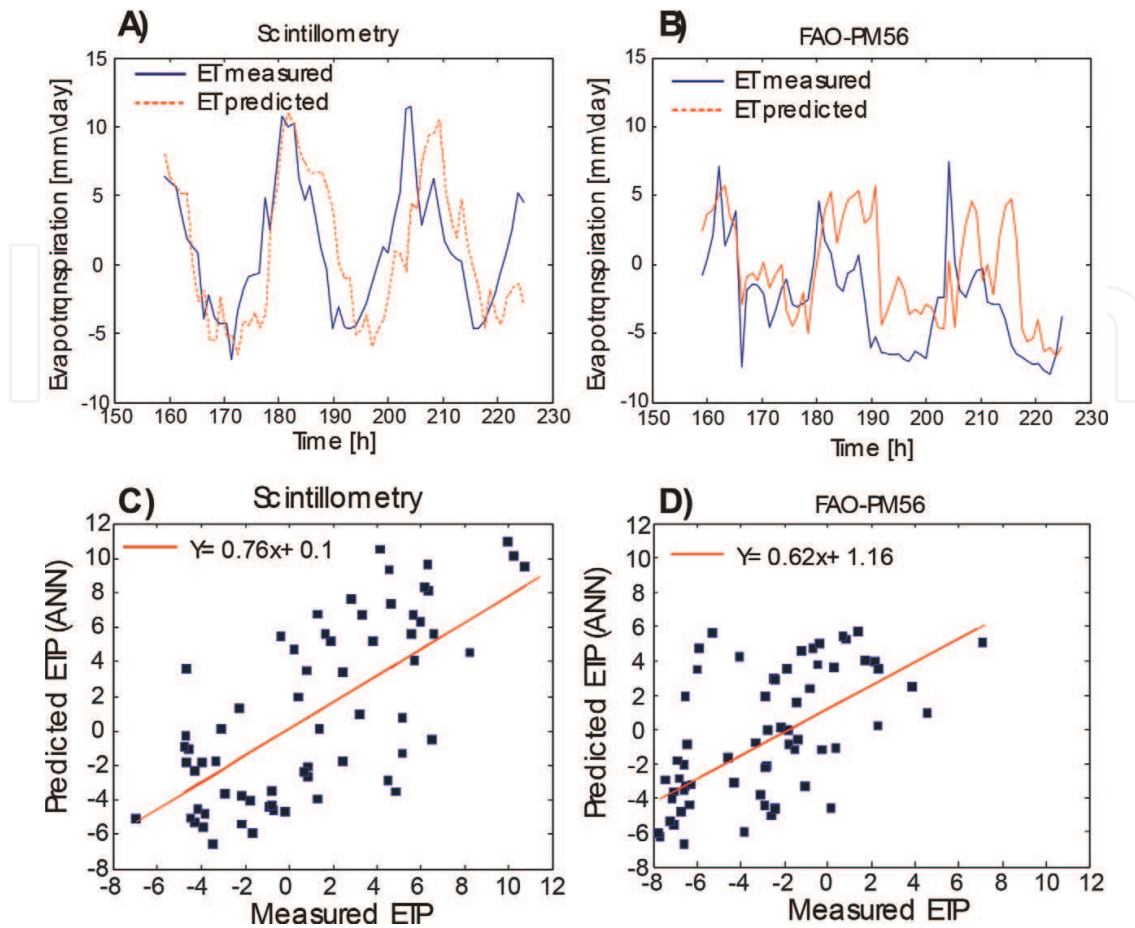 A)
Scintillometry
ETmeasured
ETpredicted
Evapotrqnspiration [mm\day]
15
10
5
0
-5
-10
150 160 170 180 190 200 210 220 230
Time [h]
B)
FAO-PM56
ETmeasured
ETpredicted
Evapotrqnspiration [mm\day]
15
10
5
0
-5
-10
150 160 170 180 190 200 210 220 230
Time [h]
C)
Scintillometry
Y= 0.76x+ 0.1
Predicted ETP (ANN)
12
10
8
6
4
2
0
-2
-4
-6
-8
-8 -6 -4 -2 0 2 4 6 8 10 12
Measured ETP
D)
FAO-PM56
Y= 0.62x+ 1.16
Predicted ETP (ANN)
12
10
8
6
4
2
0
-2
-4
-6
-8
-8 -6 -4 -2 0 2 4 6 8 10 12
Measured ETP